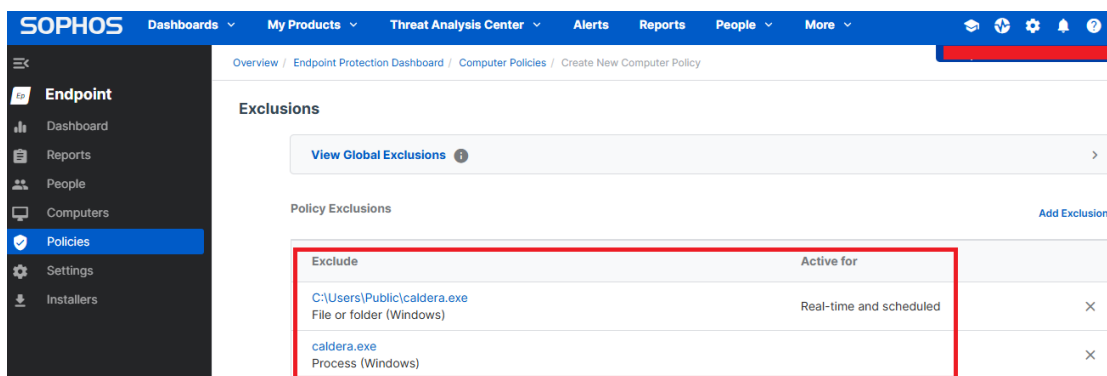 SOPHOS Dashboards My Products Threat Analysis Center Alerts Reports People More
Overview / Endpoint Protection Dashboard / Computer Policies / Create New Computer Policy
Ep Endpoint
Dashboard
Reports
People
Computers
Policies
Settings
Installers
Exclusions
View Global Exclusions
Policy Exclusions
Add Exclusion
Exclude Active for
C:\Users\Public\caldera.exe
File or folder (Windows)
Real-time and scheduled
caldera.exe
Process (Windows)